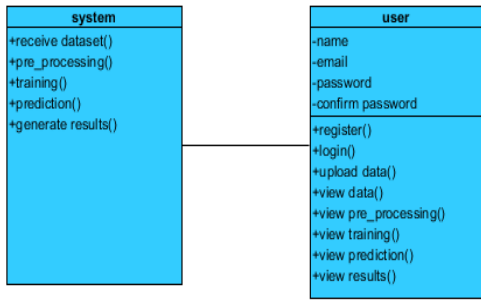 system
+receive dataset()
+pre_processing()
+training()
+prediction()
+generate results()
user
-name
-email
-password
-confirm password
+register()
+login()
+upload data()
+view data()
+view pre_processing()
+view training()
+view prediction()
+view results()